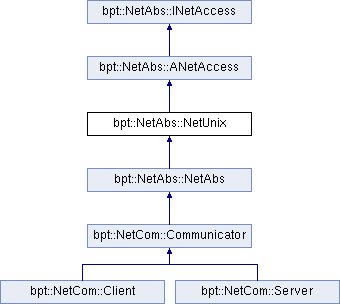 bpt::NetAbs::INetAccess
bpt::NetAbs::ANetAccess
bpt::NetAbs::NetUnix
bpt::NetAbs::NetAbs
bpt::NetCom::Communicator
bpt::NetCom::Client
bpt::NetCom::Server